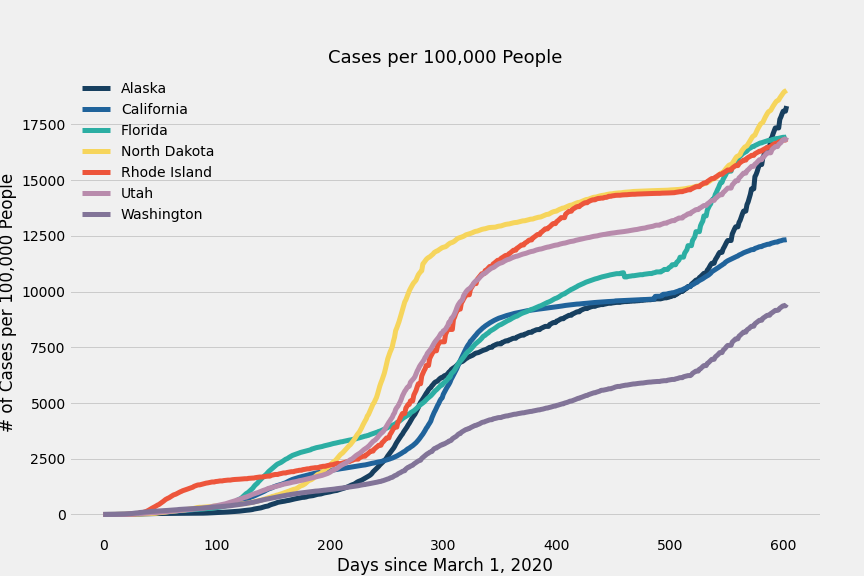 Cases per 100,000 People
Alaska
California
Florida
North Dakota
Rhode Island
Utah
Washington
# of Cases per 100,000 People
17500
15000
12500
10000
7500
5000
2500
0
0 100 200 300 400 500 600
Days since March 1, 2020